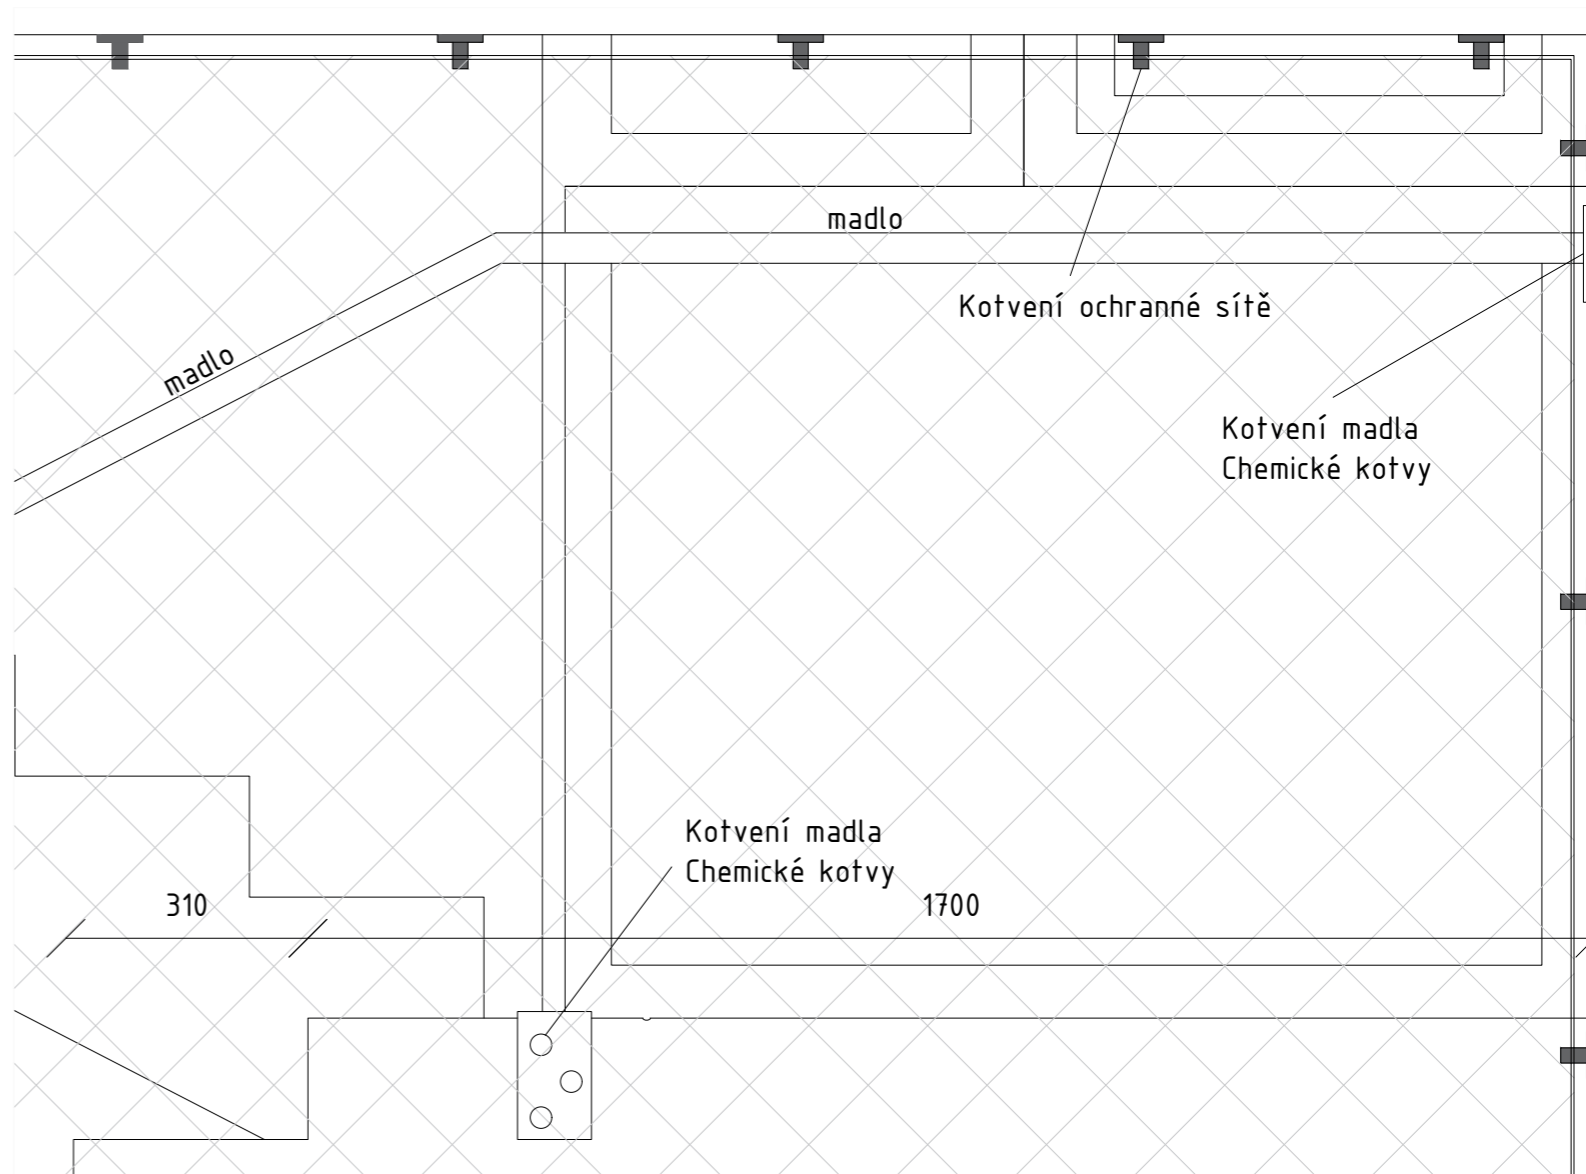 madlo
Kotvení ochranné sítě
madlo
Kotvení madla
Chemické kotvy
Kotvení madla
Chemické kotvy
310
1700